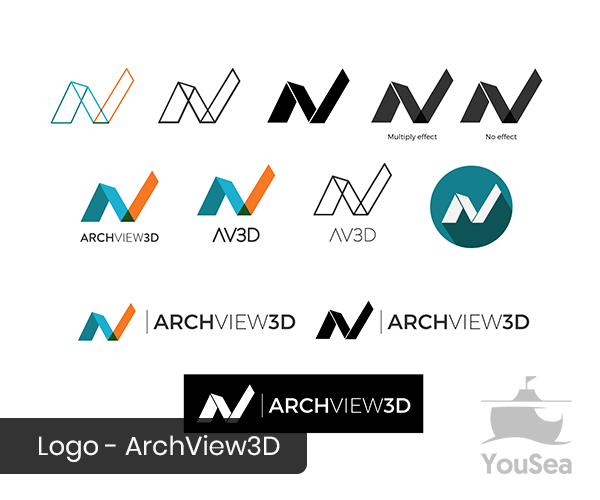 Multiply effect
No effect
ARCHVIEW3D
AV3D
AV3D
ARCHVIEW3D
ARCHVIEW3D
ARCHVIEW3D
Logo - ArchView3D
YouSea